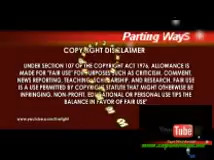 Parting WayS
COPYRIGHT DISCLAIMER
UNDER SECTION 107 OF THE COPYRIGHT ACT 1976, ALLOWANCE IS
MADE FOR "FAIR USE" FOR PURPOSES SUCH AS CRITICISM, COMMENT,
NEWS REPORTING, TEACHING, SCHOLARSHIP, AND RESEARCH. FAIR USE
IS A USE PERMITTED BY COPYRIGHT STATUTE THAT MIGHT OTHERWISE BE
INFRINGING. NON-PROFIT, EDUCATIONAL OR PERSONAL USE TIPS THE
BALANCE IN FAVOR OF FAIR USE"
You Tube